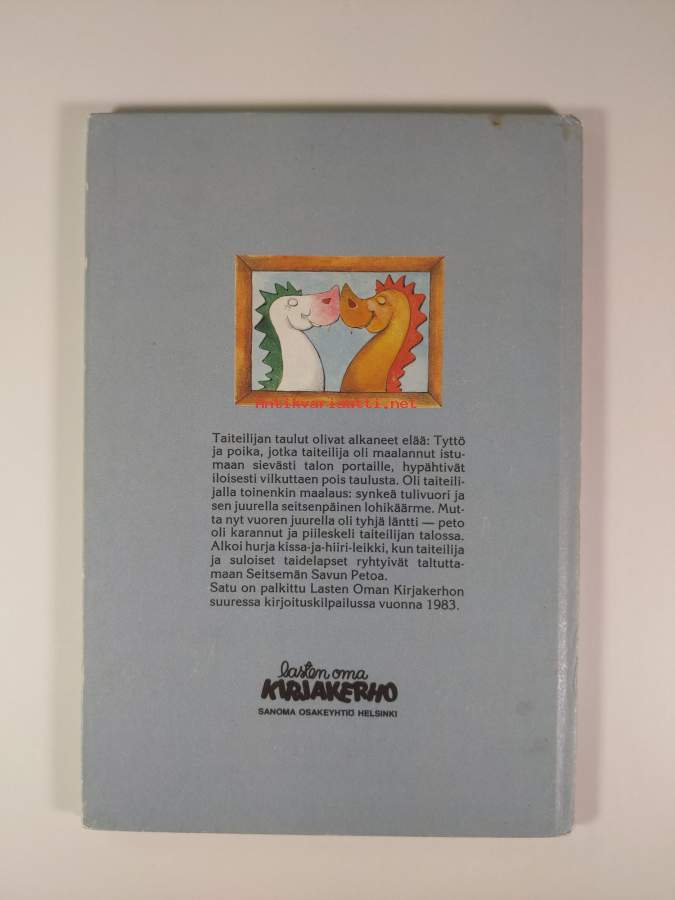 Antikvariaatti.net
Taiteilijan taulut olivat alkaneet elää: Tyttö
ja poika, jotka taiteilija oli maalannut istu-
maan sievästi talon portaille, hypähtivät
iloisesti vilkuttaen pois taulusta. Oli taiteili-
jalla toinenkin maalaus: synkeä tulivuori ja
sen juurella seitsenpäinen lohikäärme. Mut-
ta nyt vuoren juurella oli tyhjä läntti — peto
oli karannut ja piileskeli taiteilijan talossa.
Alkoi hurja kissa-ja-hiiri-leikki, kun taiteilija
ja suloiset taidelapset ryhtyivät taltutta-
maan Seitsemän Savun Petoa.
Satu on palkittu Lasten Oman Kirjakerhon
suuressa kirjoituskilpailussa vuonna 1983.
lasten oma
KIRJAKERHO
SANOMA OSAKEYHTIÖ HELSINKI